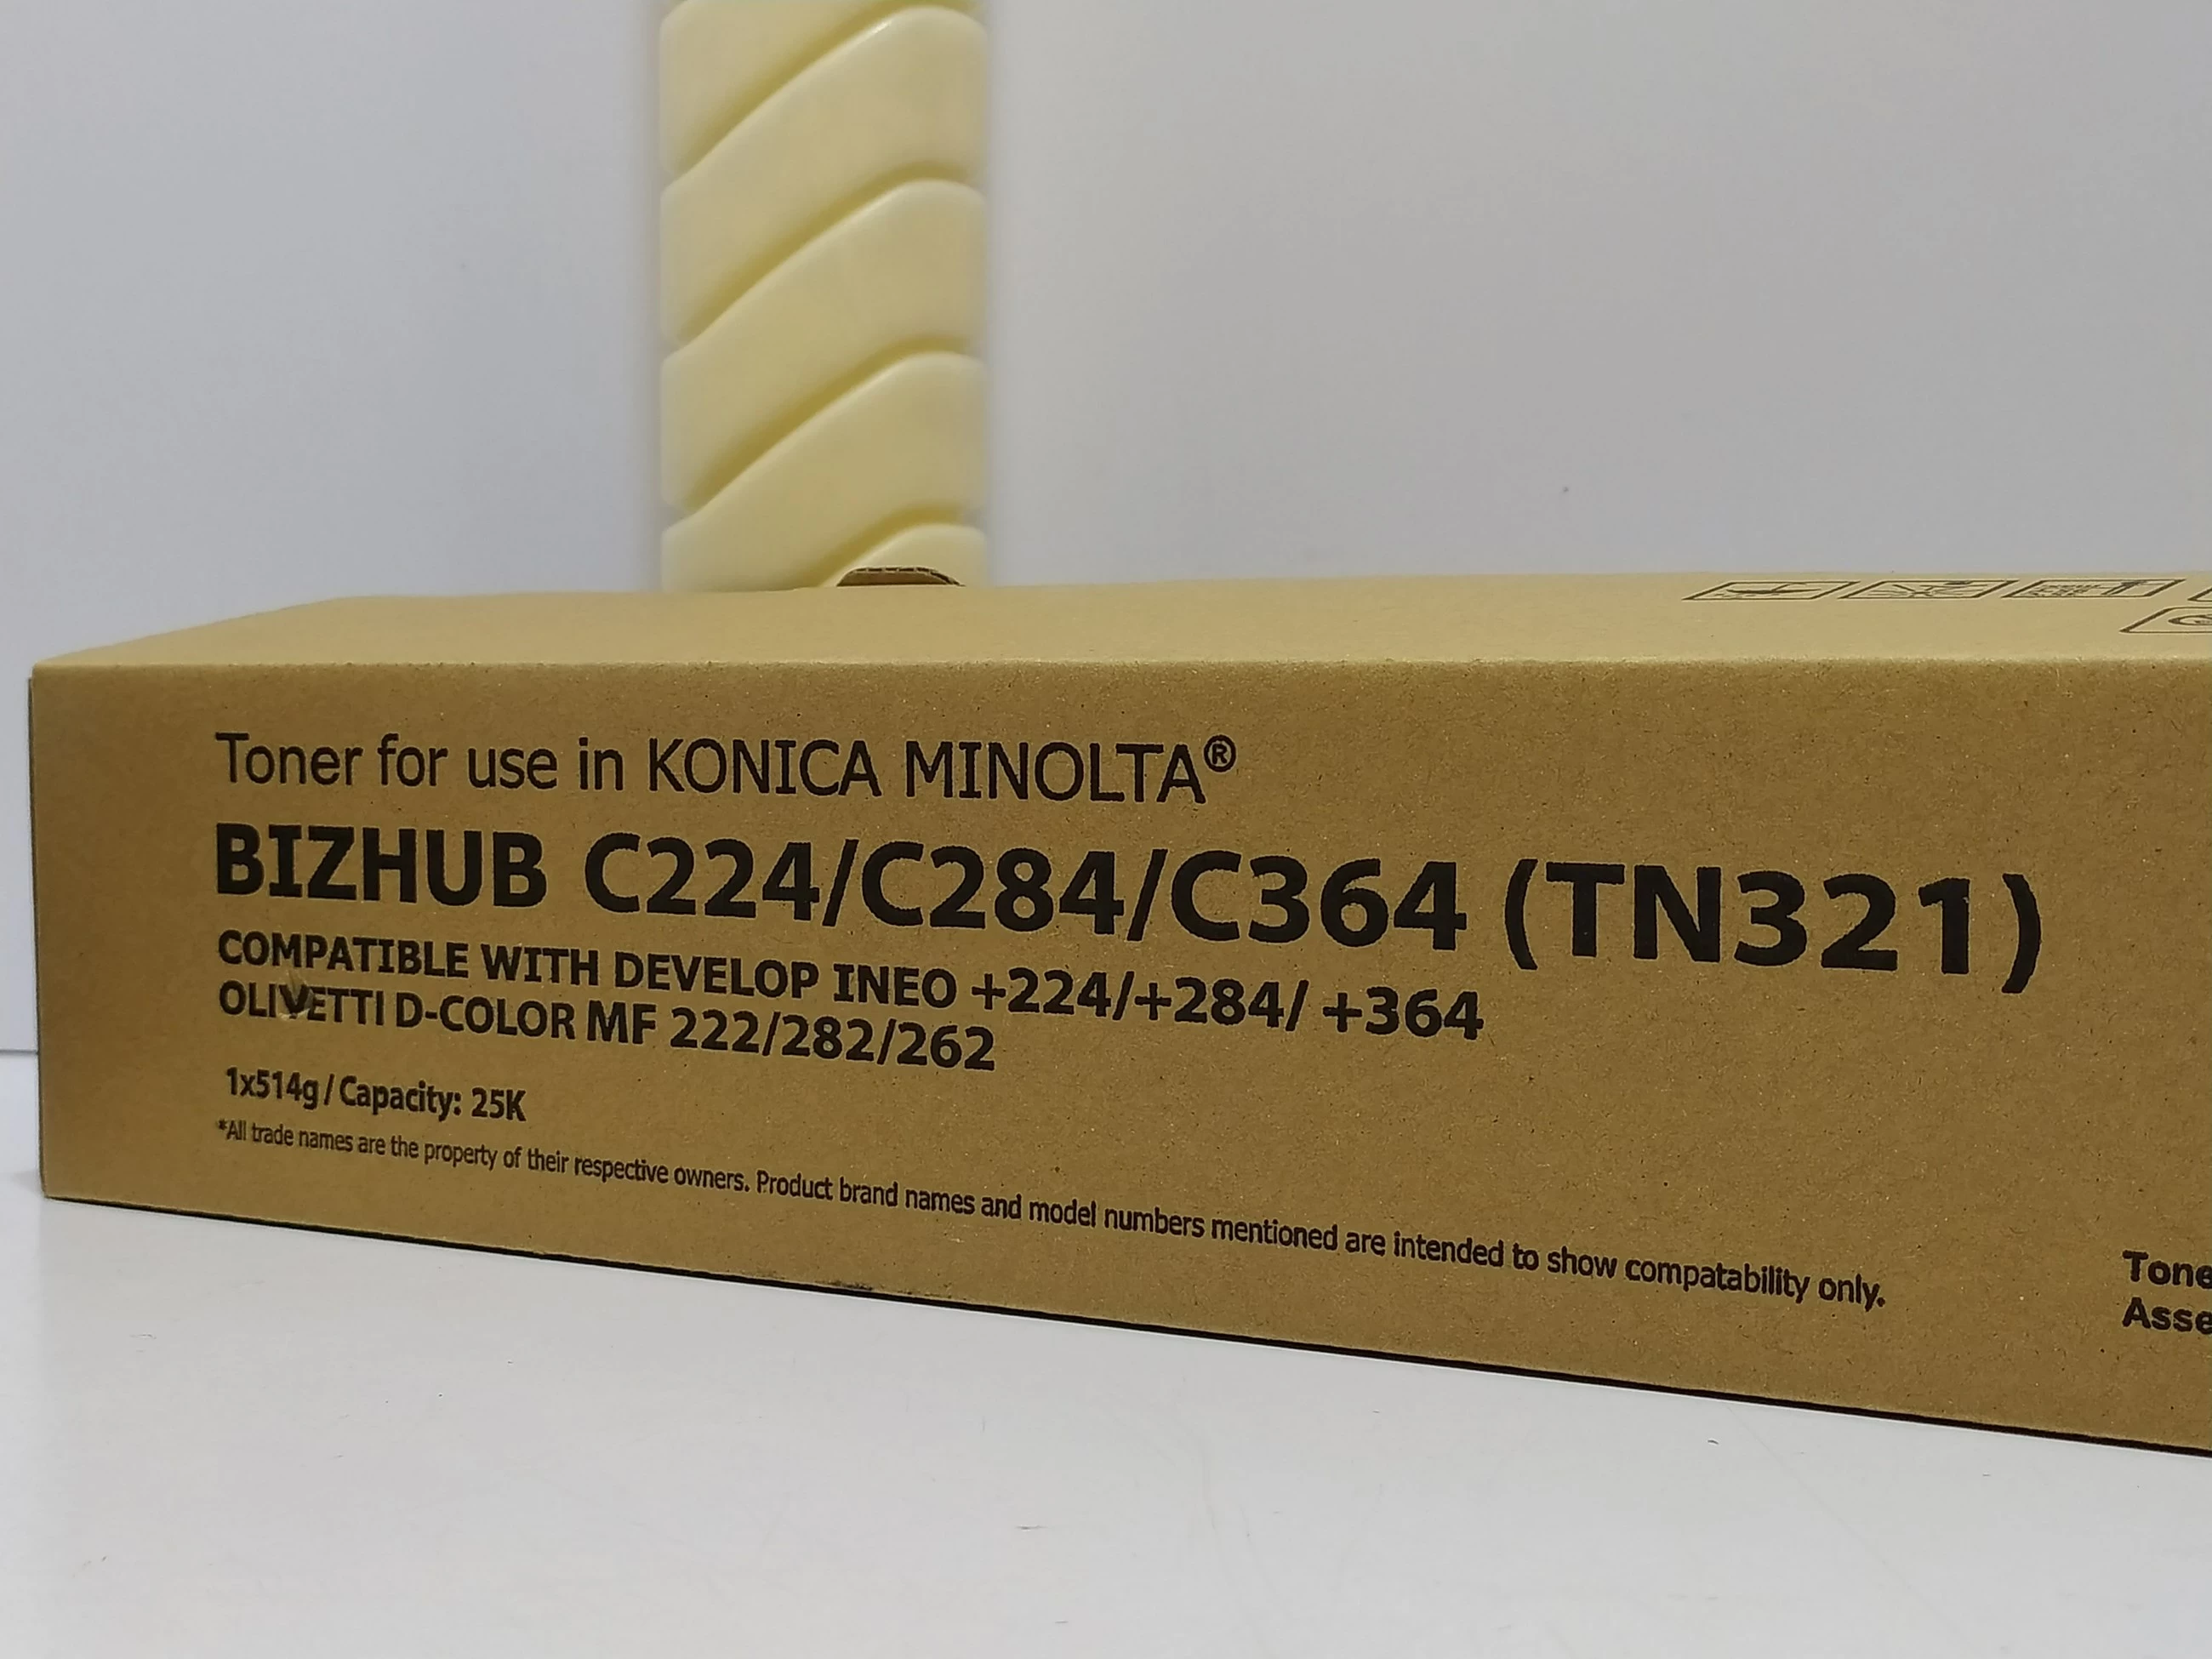 Toner for use in KONICA MINOLTA®
BIZHUB C224/C284/C364 (TN321)
COMPATIBLE WITH DEVELOP INEO +224/+284/ +364
OLIVETTI D-COLOR MF 222/282/262
1x514g / Capacity: 25K
*All trade names are the property of their respective owners. Product brand names and model numbers mentioned are intended to show compatability only.
Tone
Asse